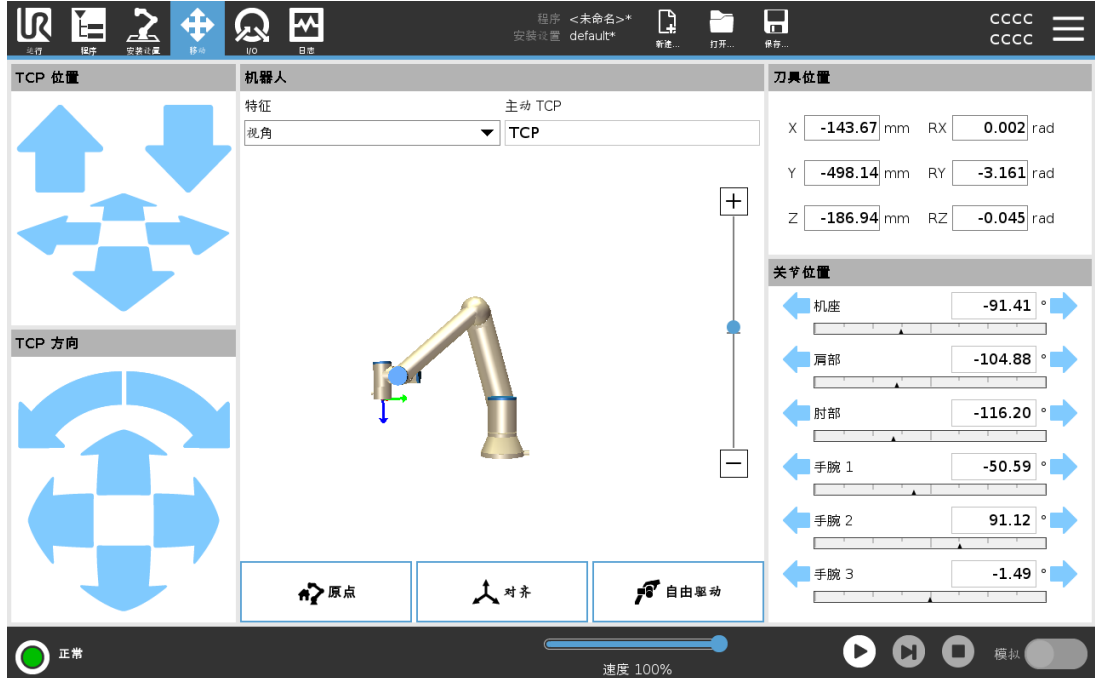 程序 <未命名>*
安装设置 default*
运行 程序 安装设置 移动 I/O 日志 新建... 打开... 保存...
CCCC
CCCC
TCP 位置
机器人
刀具位置
特征
主动 TCP
视角
TCP
X -143.67 mm RX 0.002 rad
Y -498.14 mm RY -3.161 rad
Z -186.94 mm RZ -0.045 rad
关节位置
机座 -91.41 °
TCP 方向
肩部 -104.88 °
肘部 -116.20 °
手腕 1 -50.59 °
手腕 2 91.12 °
手腕 3 -1.49 °
原点
对齐
自由驱动
正常
速度 100%
模拟